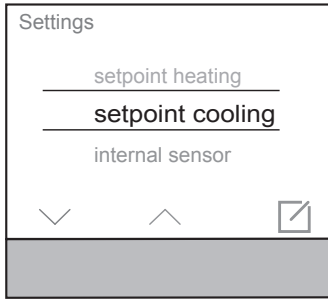 Settings
setpoint heating
setpoint cooling
internal sensor